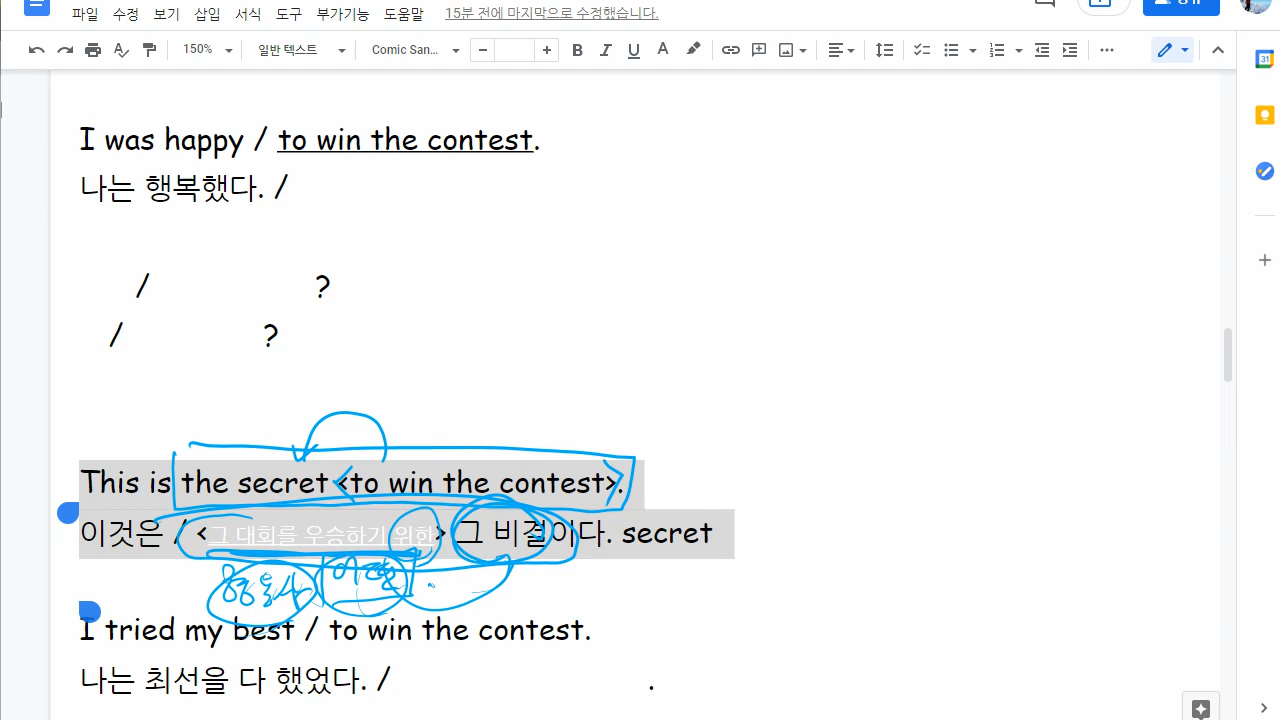 파일 수정 보기 삽입 서식 도구 부가기능 도움말 15분 전에 마지막으로 수정했습니다.
150% 일반 텍스트 Comic San... B I U A
31
I was happy / to win the contest.
나는 행복했다. /
/ ?
/ ?
This is the secret <to win the contest>.
이것은 / <그 대회를 우승하기 위한> 그 비결이다. secret
형용사
I tried my best / to win the contest.
나는 최선을 다 했었다. / .